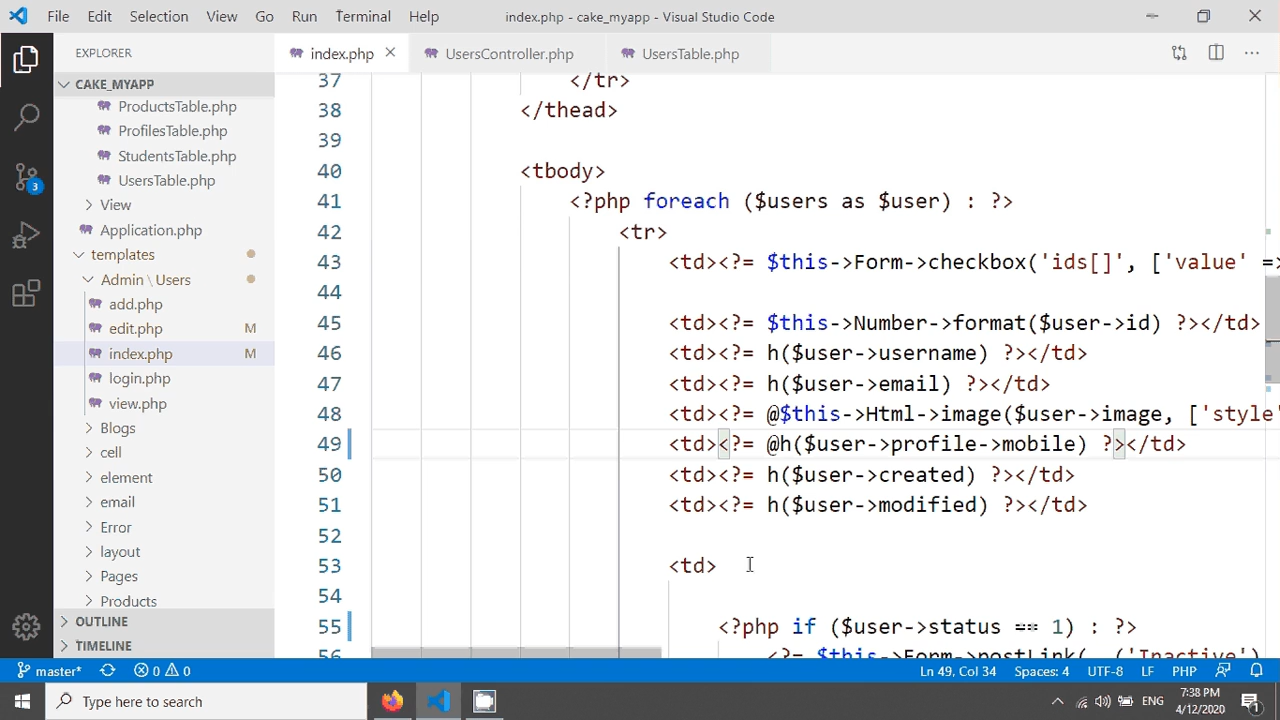 File Edit Selection View Go Run Terminal Help index.php - cake_myapp - Visual Studio Code
EXPLORER
index.php UsersController.php UsersTable.php
CAKE_MYAPP
ProductsTable.php
ProfilesTable.php
StudentsTable.php
UsersTable.php
View
Application.php
templates
Admin \ Users
add.php
edit.php M
index.php M
login.php
view.php
Blogs
cell
element
email
Error
layout
Pages
Products
OUTLINE
TIMELINE
3
37 </tr>
38 </thead>
39
40 <tbody>
41 <?php foreach ($users as $user) : ?>
42 <tr>
43 <td><?= $this->Form->checkbox('ids[]', ['value' =>
44
45 <td><?= $this->Number->format($user->id) ?></td>
46 <td><?= h($user->username) ?></td>
47 <td><?= h($user->email) ?></td>
48 <td><?= @$this->Html->image($user->image, ['style'
49 <td><?= @h($user->profile->mobile) ?></td>
50 <td><?= h($user->created) ?></td>
51 <td><?= h($user->modified) ?></td>
52
53 <td>
54
55 <?php if ($user->status == 1) : ?>
56 <?= $this->Form->postLink(__('Inactive')
master* 0 0 Ln 49, Col 34 Spaces: 4 UTF-8 LF PHP
Type here to search ENG 7:38 PM
4/12/2020 1